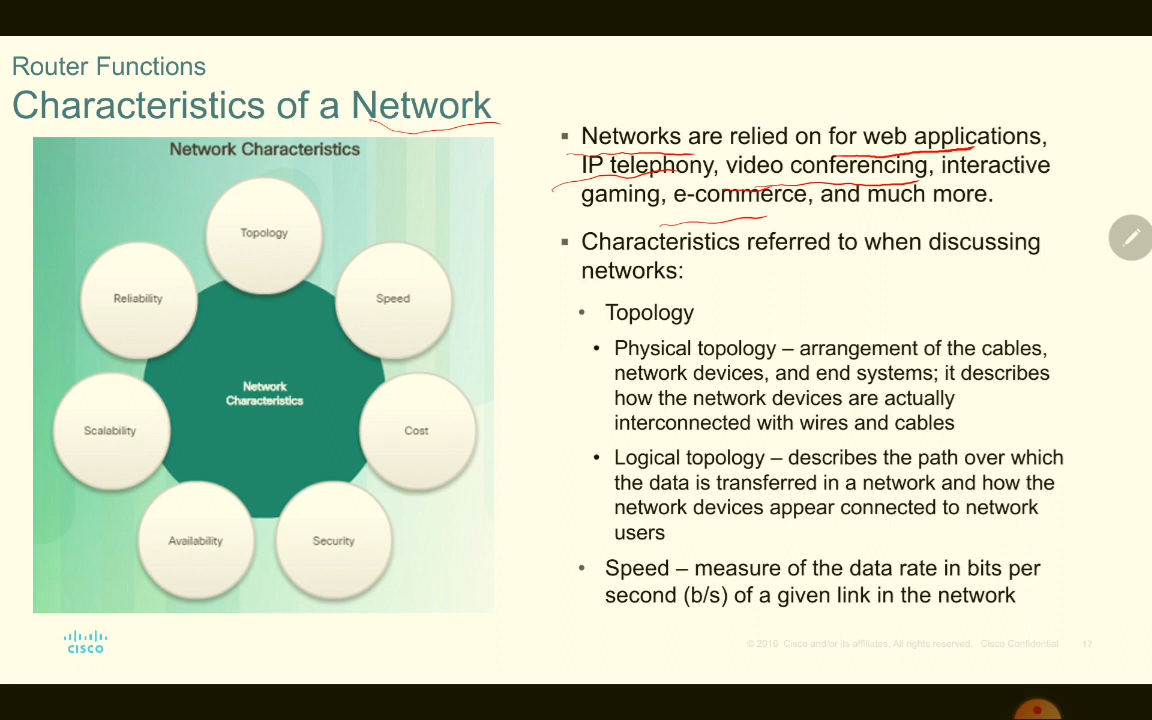 Router Functions
Characteristics of a Network
Network Characteristics
Topology
Reliability
Speed
Network
Characteristics
Scalability
Cost
Availability
Security
▪ Networks are relied on for web applications,
IP telephony, video conferencing, interactive
gaming, e-commerce, and much more.
▪ Characteristics referred to when discussing
networks:
• Topology
• Physical topology – arrangement of the cables,
network devices, and end systems; it describes
how the network devices are actually
interconnected with wires and cables
• Logical topology – describes the path over which
the data is transferred in a network and how the
network devices appear connected to network
users
• Speed – measure of the data rate in bits per
second (b/s) of a given link in the network
CISCO
© 2016 Cisco and/or its affiliates. All rights reserved. Cisco Confidential 17